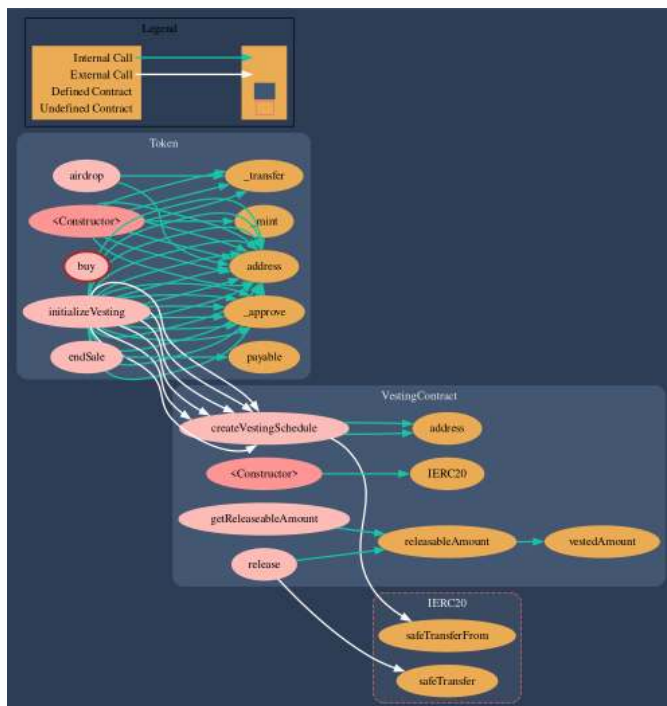 Legend
Internal Call
External Call
Defined Contract
Undefined Contract
Token
airdrop
_transfer
<Constructor>
_mint
buy
address
initializeVesting
_approve
endSale
payable
VestingContract
createVestingSchedule
address
<Constructor>
IERC20
getReleaseableAmount
releasableAmount
vestedAmount
release
IERC20
safeTransferFrom
safeTransfer